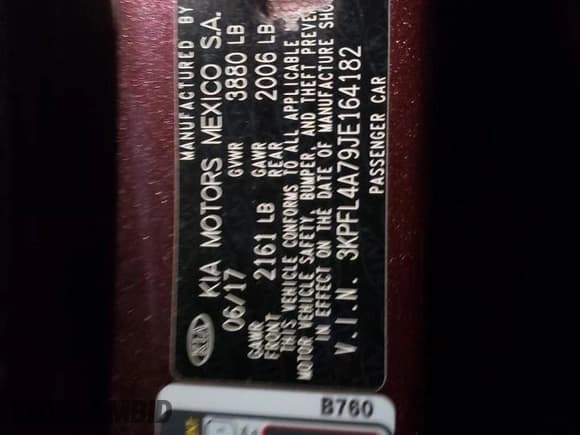 MANUFACTURED BY
KIA KIA MOTORS MEXICO S.A.
06/17 GVWR 3880 LB
GAWR FRONT 2161 LB GAWR REAR 2006 LB
THIS VEHICLE CONFORMS TO ALL APPLICABLE
MOTOR VEHICLE SAFETY, BUMPER, AND THEFT
IN EFFECT ON THE DATE OF MANUFACTURE
V.I.N. 3KPFL4A79JE164182
PASSENGER CAR
B760